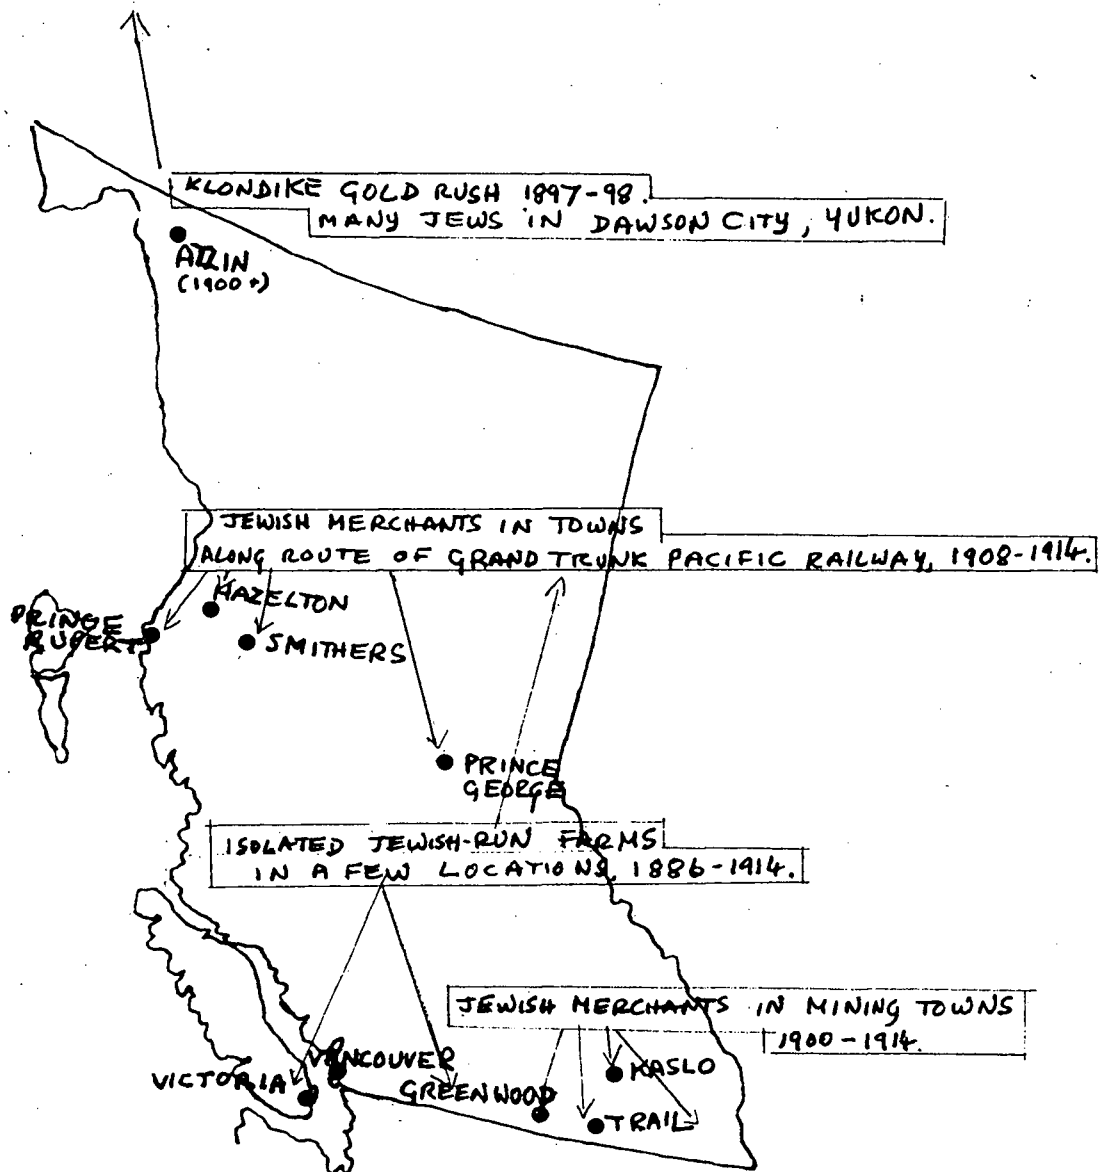 KLONDIKE GOLD RUSH 1897-98.
MANY JEWS IN DAWSON CITY, YUKON.
ATLIN
(1900+)
JEWISH MERCHANTS IN TOWNS
ALONG ROUTE OF GRAND TRUNK PACIFIC RAILWAY, 1908-1914.
HAZELTON
PRINCE
RUPERT
SMITHERS
PRINCE
GEORGE
ISOLATED JEWISH-RUN FARMS
IN A FEW LOCATIONS, 1886-1914.
JEWISH MERCHANTS IN MINING TOWNS
1900-1914.
VANCOUVER
KASLO
VICTORIA
GREENWOOD
TRAIL